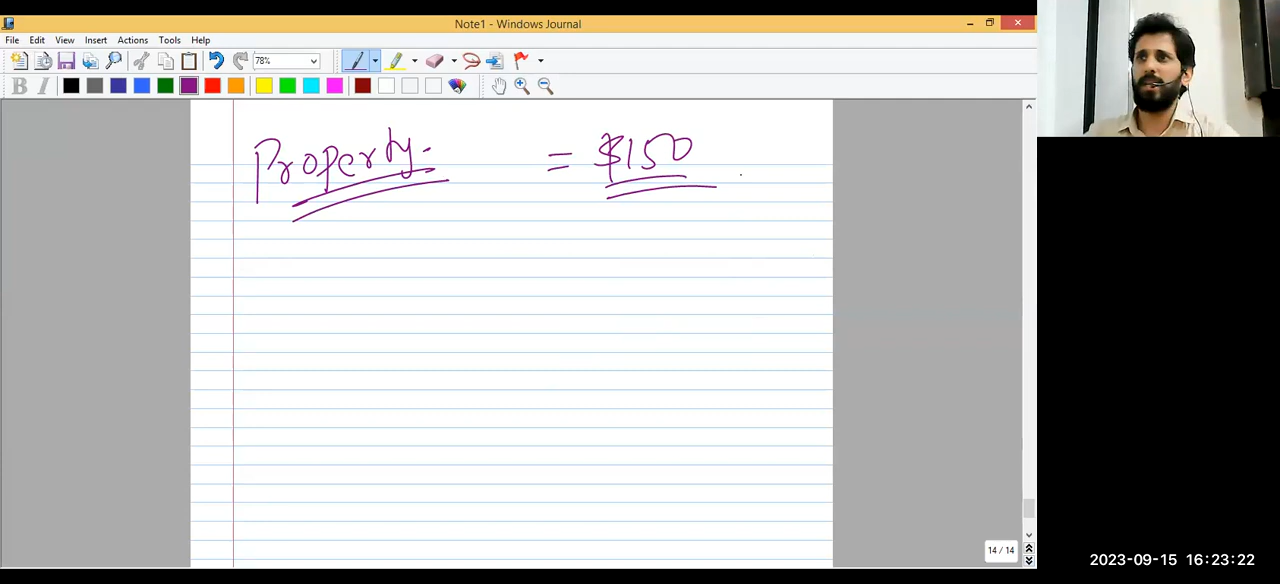 Note1 - Windows Journal
File Edit View Insert Actions Tools Help
78%
B I
Property. = $150
14 / 14
2023-09-15 16:23:22